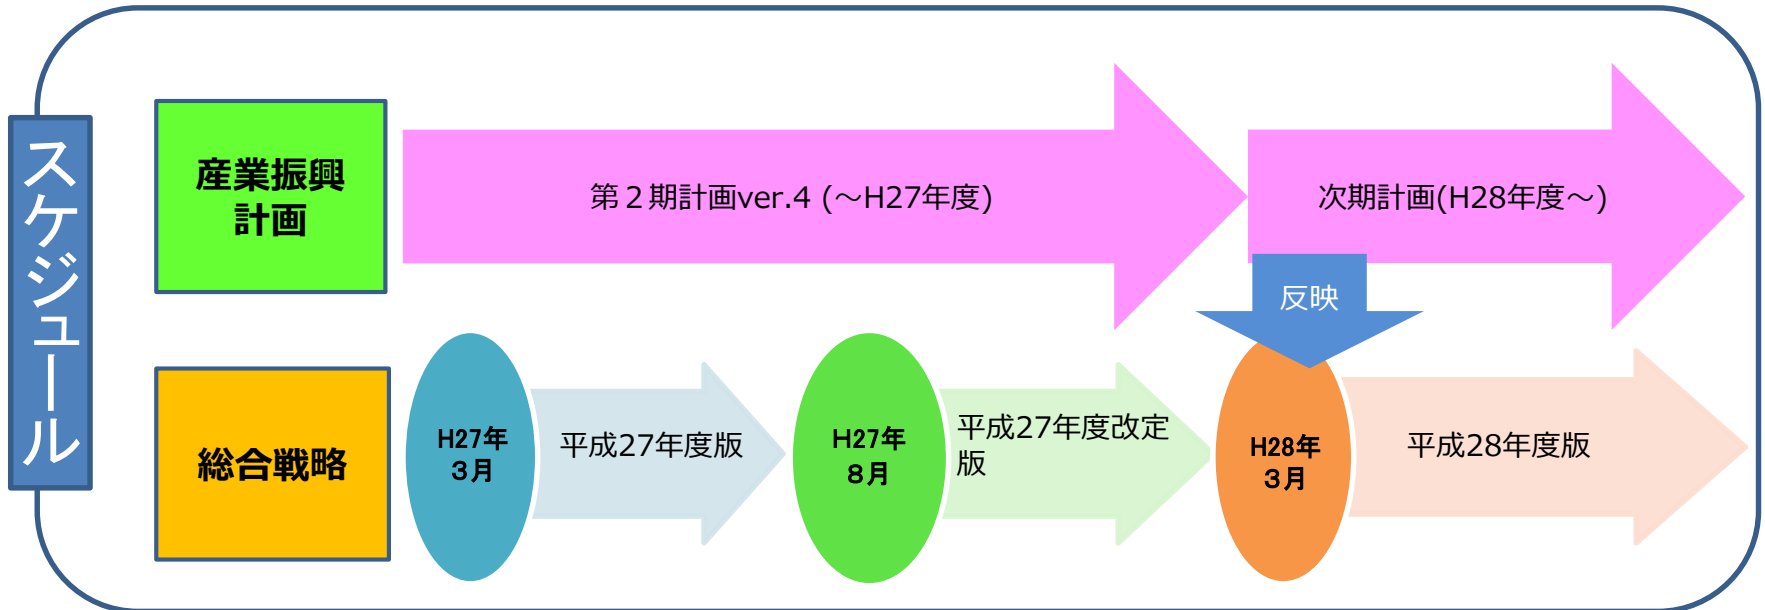 スケジュール
産業振興
計画
第２期計画ver.4 (～H27年度)
次期計画(H28年度～)
反映
総合戦略
H27年
３月
平成27年度版
H27年
８月
平成27年度改定
版
H28年
３月
平成28年度版